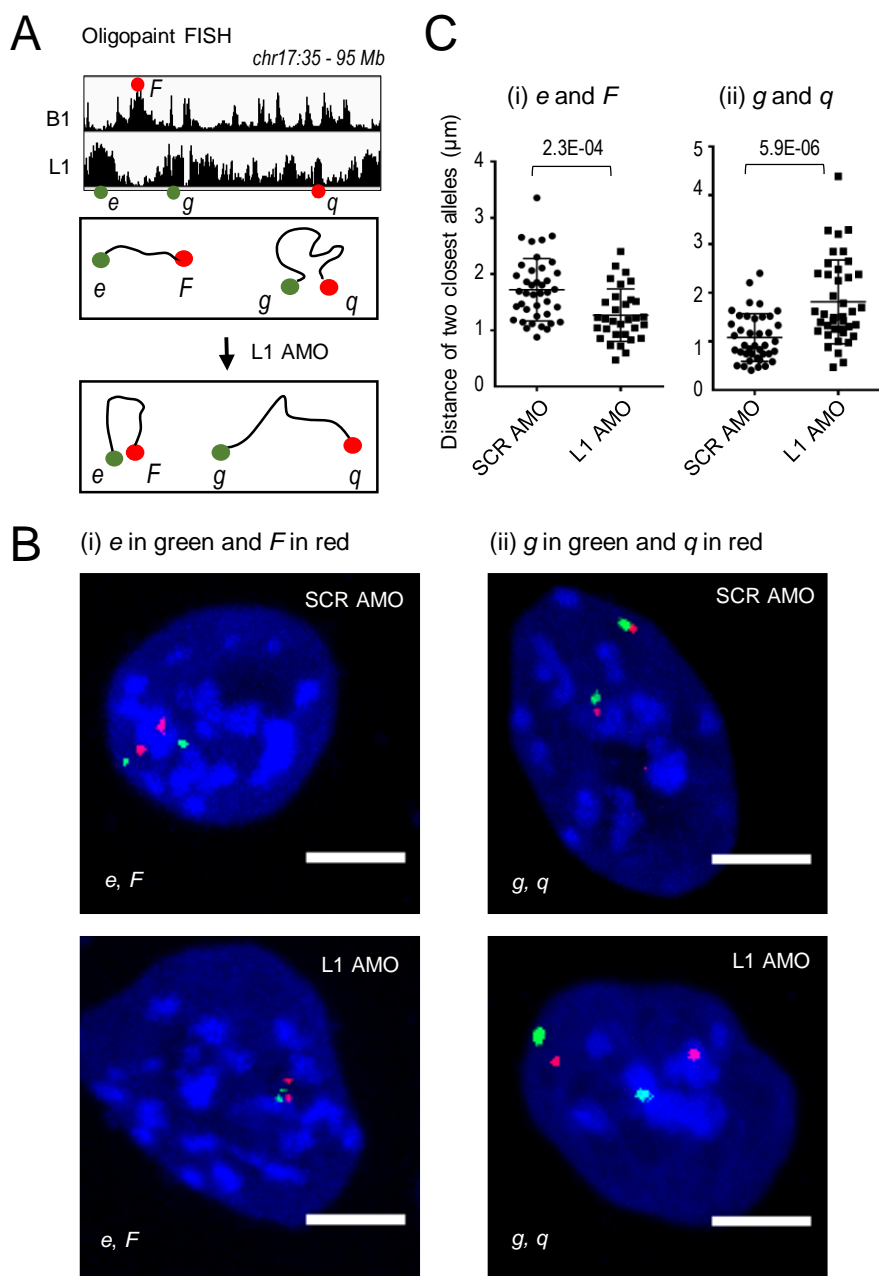 A
Oligopaint FISH
chr17:35 - 95 Mb
F
B1
L1
e
g
q
e
F
g
q
L1 AMO
e
F
g
q
C
(i) e and F
(ii) g and q
Distance of two closest alleles (µm)
2.3E-04
5.9E-06
4
3
2
1
0
5
4
3
2
1
0
SCR AMO
L1 AMO
SCR AMO
L1 AMO
B
(i) e in green and F in red
(ii) g in green and q in red
SCR AMO
e, F
SCR AMO
g, q
L1 AMO
e, F
L1 AMO
g, q